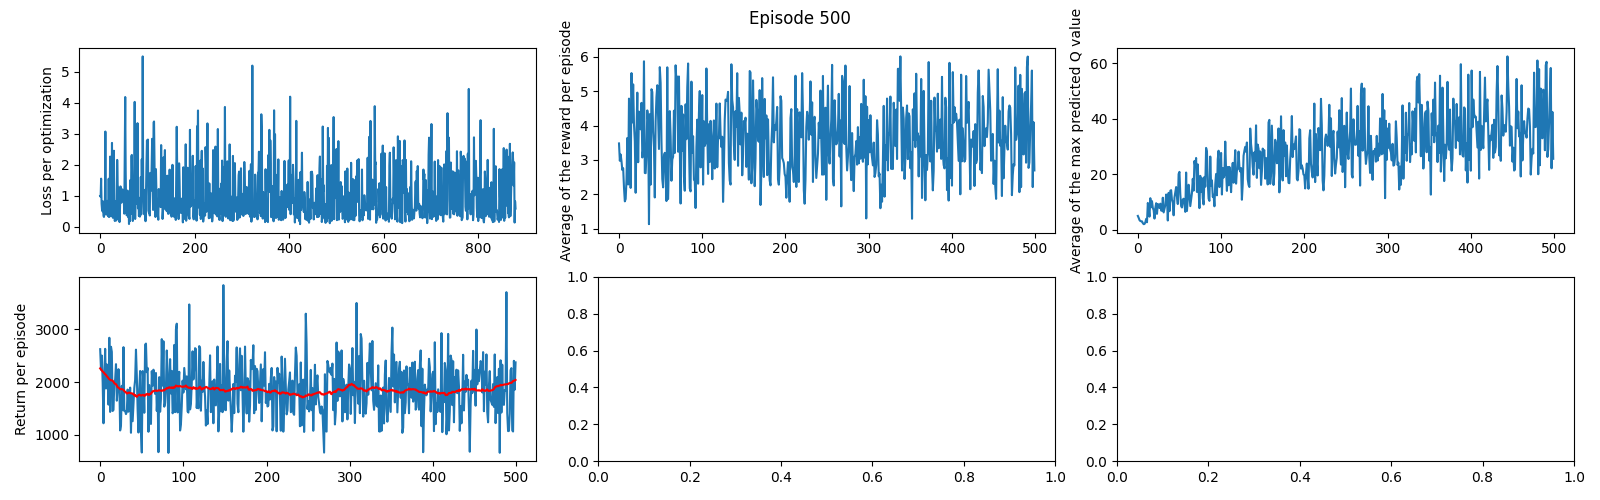 Episode 500
Loss per optimization
5
4
3
2
1
0
0 200 400 600 800
Average of the reward per episode
6
5
4
3
2
1
0 100 200 300 400 500
Average of the max predicted Q value
60
40
20
0
0 100 200 300 400 500
Return per episode
3000
2000
1000
0 100 200 300 400 500
1.0
0.8
0.6
0.4
0.2
0.0
0.0 0.2 0.4 0.6 0.8 1.0
1.0
0.8
0.6
0.4
0.2
0.0
0.0 0.2 0.4 0.6 0.8 1.0